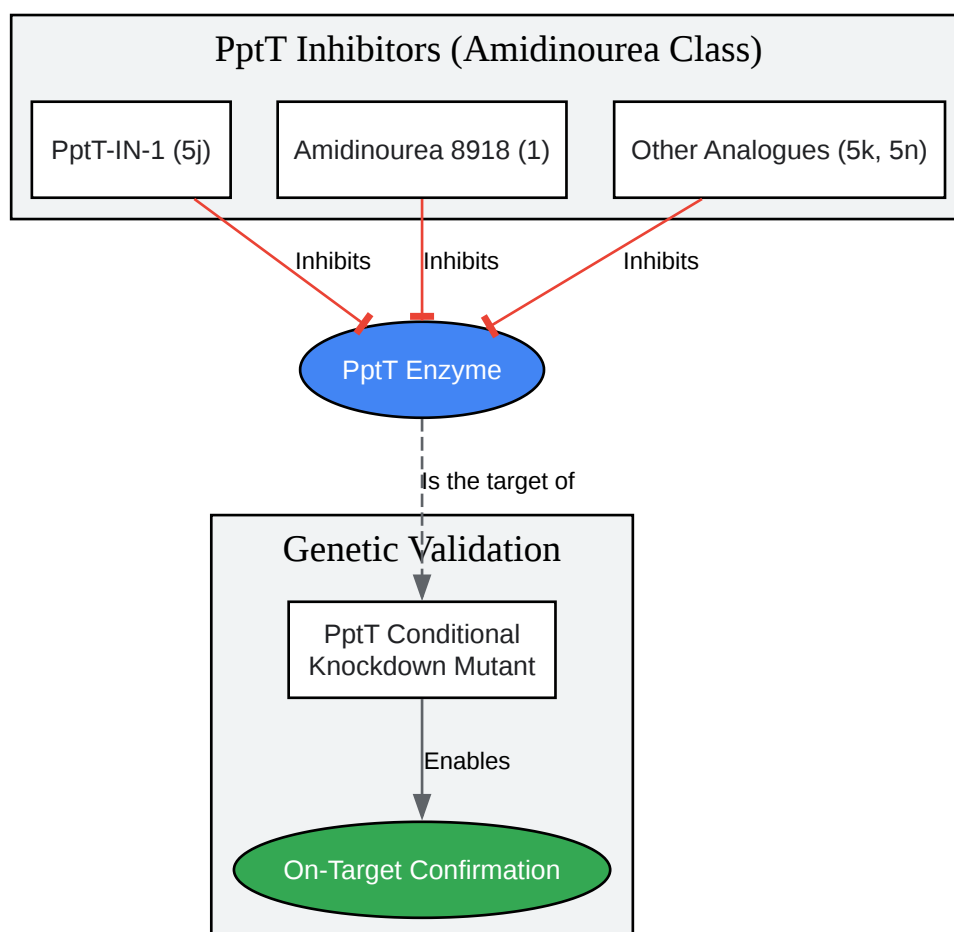 PptT Inhibitors (Amidinourea Class)
PptT-IN-1 (5j)
Amidinourea 8918 (1)
Other Analogues (5k, 5n)
Inhibits
Inhibits
Inhibits
PptT Enzyme
Is the target of
Genetic Validation
PptT Conditional
Knockdown Mutant
Enables
On-Target Confirmation